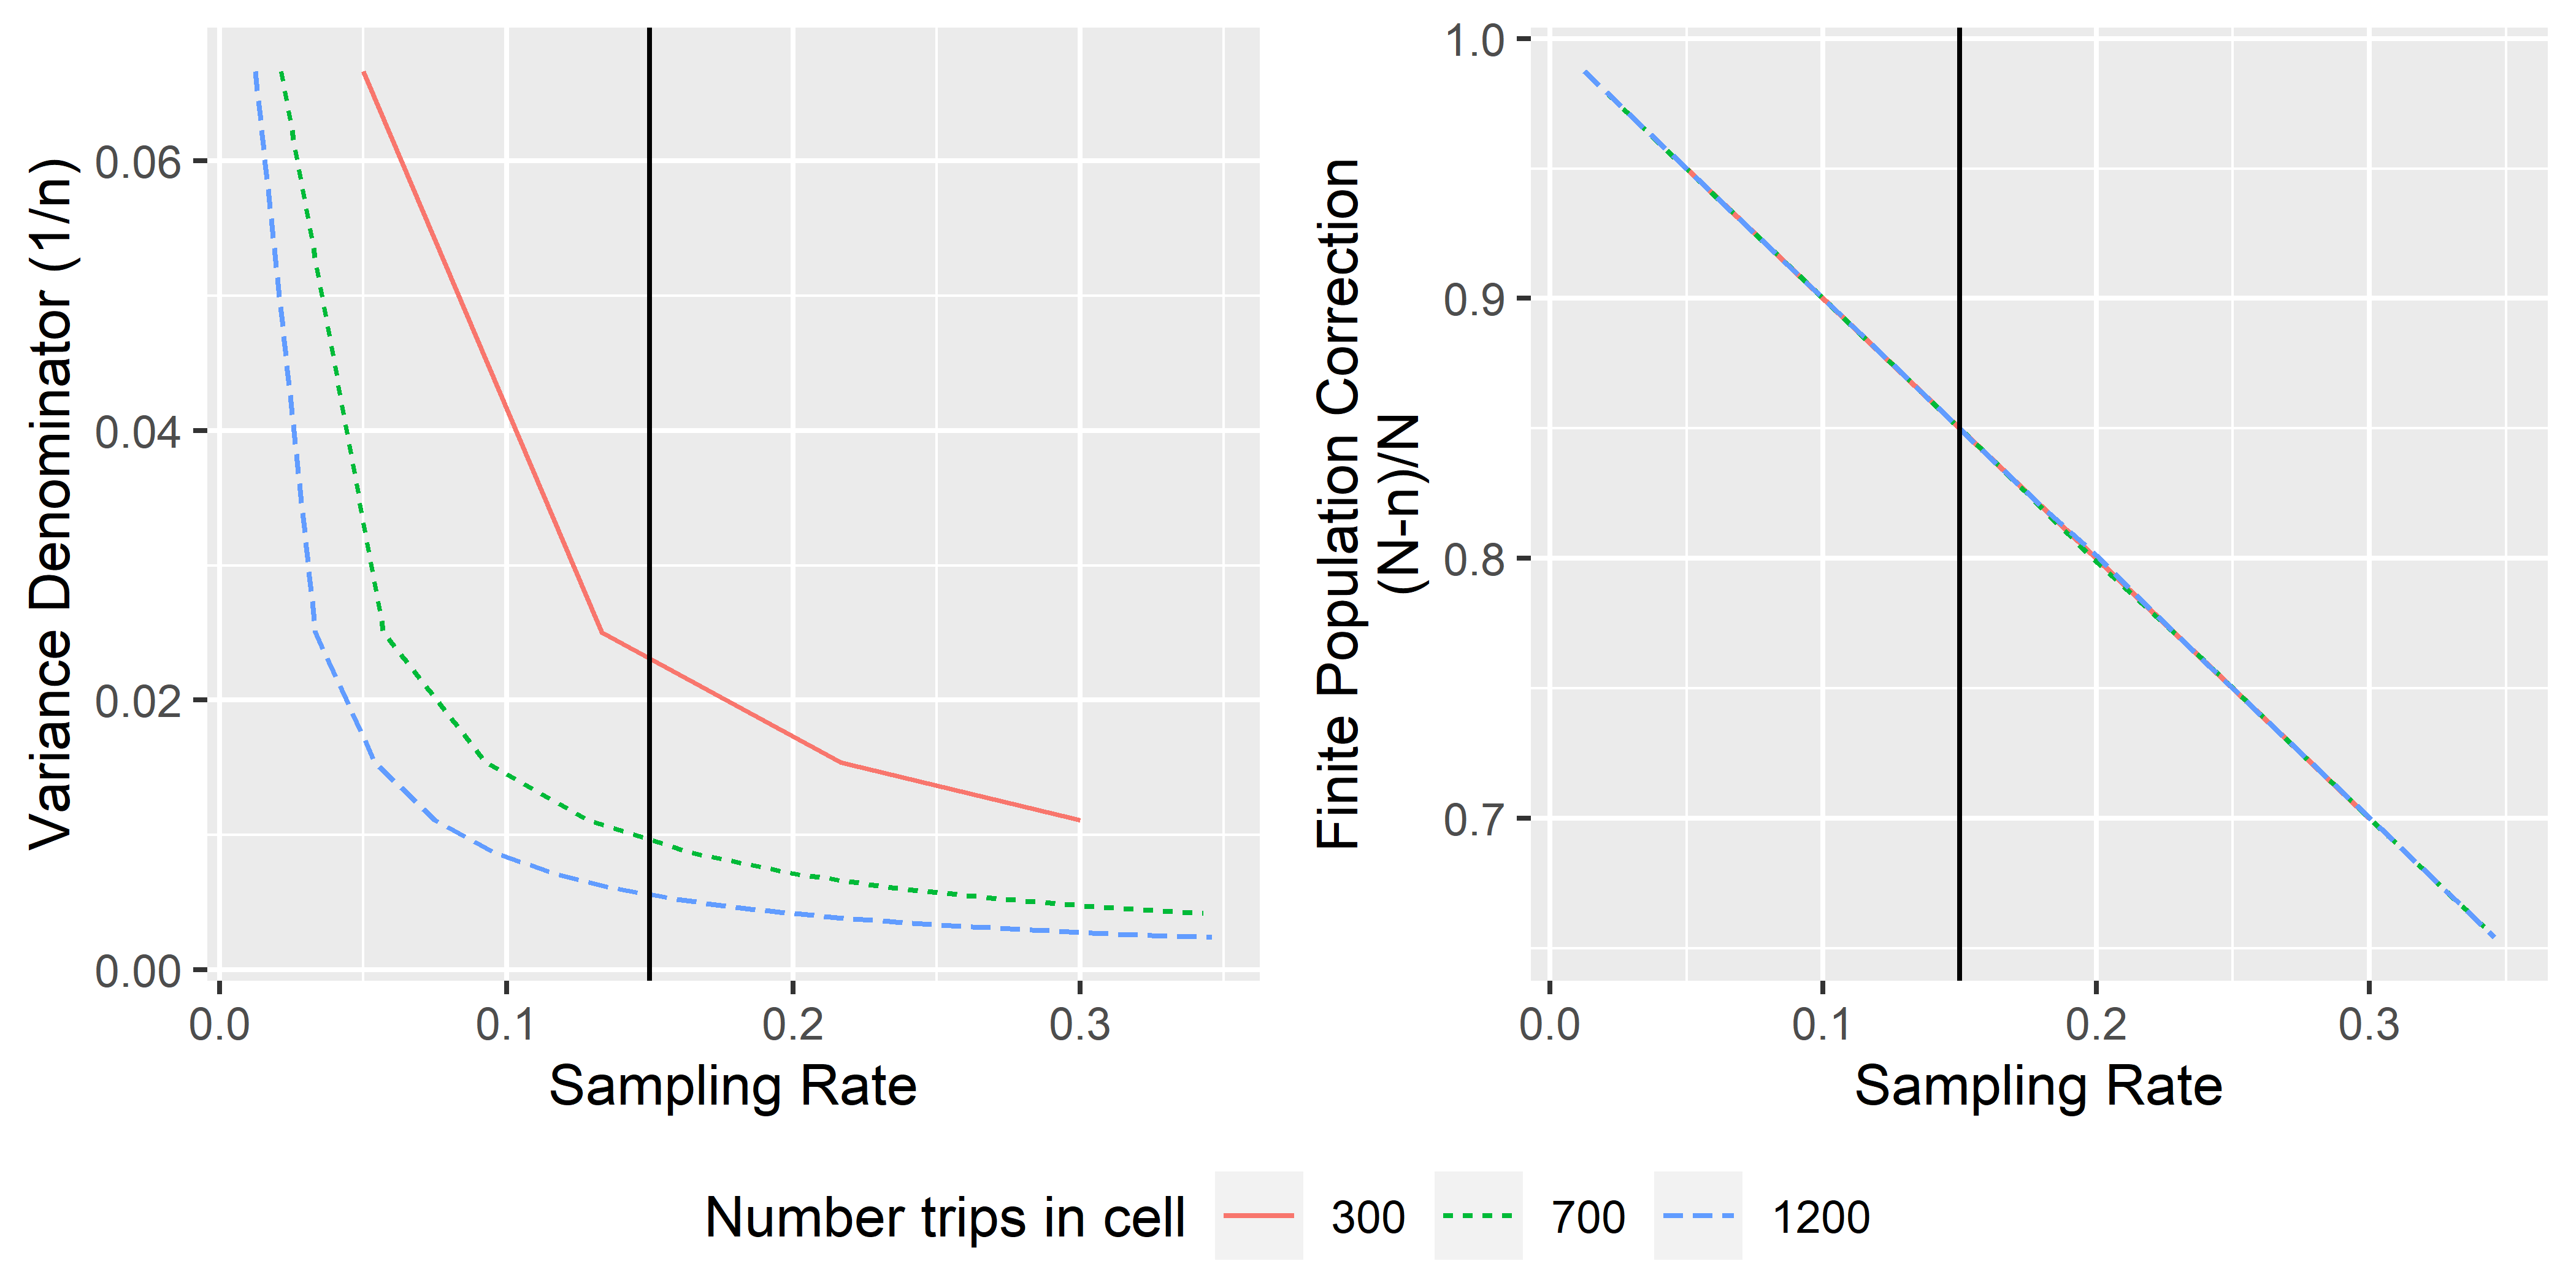 Variance Denominator (1/n)
0.06
0.04
0.02
0.00
0.0 0.1 0.2 0.3
Sampling Rate
Finite Population Correction
(N-n)/N
1.0
0.9
0.8
0.7
0.0 0.1 0.2 0.3
Sampling Rate
Number trips in cell 300 700 1200